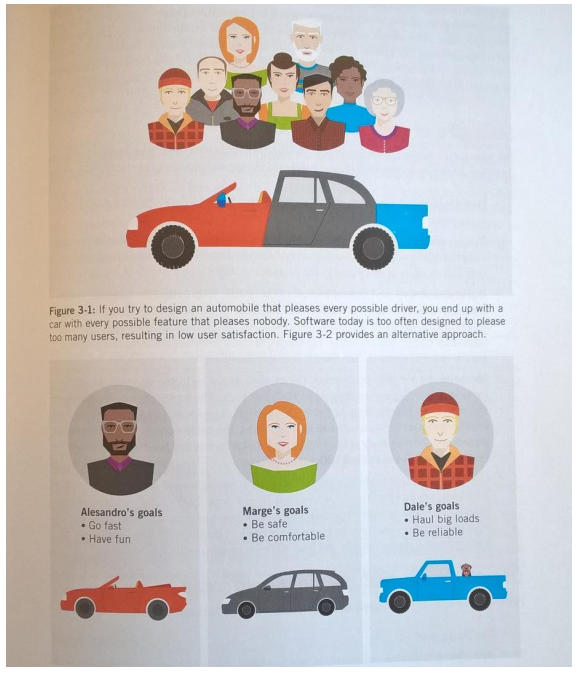 Figure 3-1: If you try to design an automobile that pleases every possible driver, you end up with a
car with every possible feature that pleases nobody. Software today is too often designed to please
too many users, resulting in low user satisfaction. Figure 3-2 provides an alternative approach.
Alesandro's goals
• Go fast
• Have fun
Marge's goals
• Be safe
• Be comfortable
Dale's goals
• Haul big loads
• Be reliable